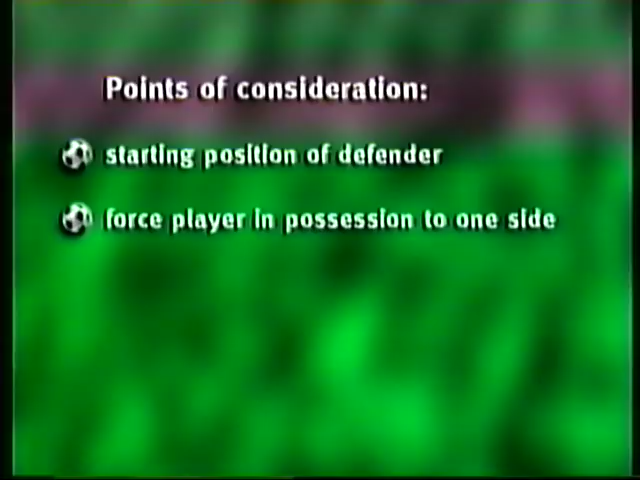 Points of consideration:
starting position of defender
force player in possession to one side